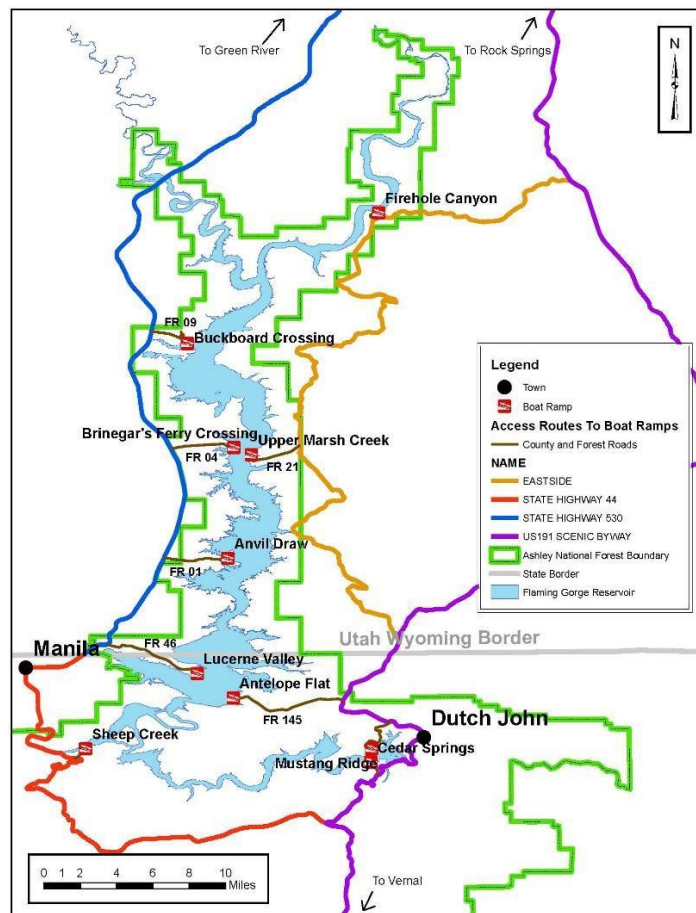 To Green River
To Rock Springs
N
Firehole Canyon
FR 09
Buckboard Crossing
Brinegar's Ferry Crossing
Upper Marsh Creek
FR 04
FR 21
Anvil Draw
FR 01
Legend
Town
Boat Ramp
Access Routes To Boat Ramps
County and Forest Roads
NAME
EASTSIDE
STATE HIGHWAY 44
STATE HIGHWAY 530
US191 SCENIC BYWAY
Ashley National Forest Boundary
State Border
Flaming Gorge Reservoir
Utah Wyoming Border
Manila
FR 46
Lucerne Valley
Antelope Flat
FR 145
Dutch John
Sheep Creek
Cedar Springs
Mustang Ridge
0 1 2 4 6 8 10
Miles
To Vernal